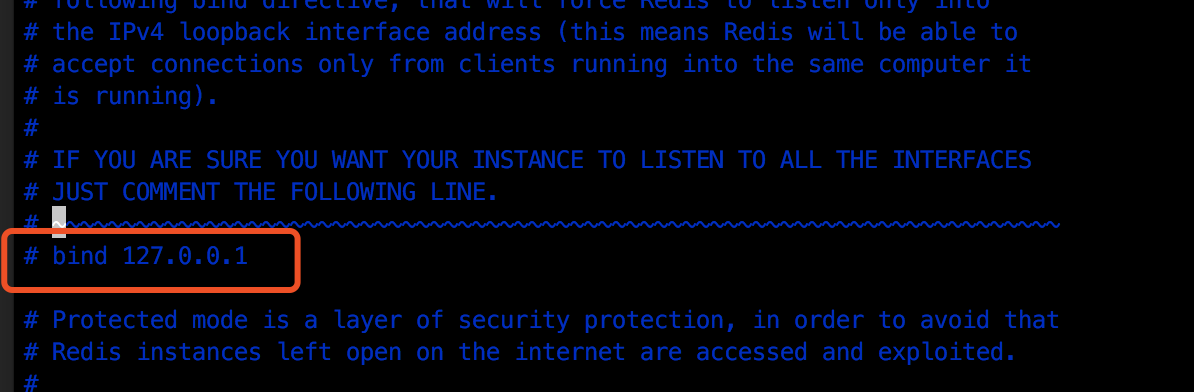 # following bind directive, that will force Redis to listen only into
# the IPv4 loopback interface address (this means Redis will be able to
# accept connections only from clients running into the same computer it
# is running).
#
# IF YOU ARE SURE YOU WANT YOUR INSTANCE TO LISTEN TO ALL THE INTERFACES
# JUST COMMENT THE FOLLOWING LINE.
# ~~~~~~~~~~~~~~~~~~~~~~~~~~~~~~~~~~~~~~~~~~~~~~~~~~~~~~~~~~~~~~~~~~~~~~~~
# bind 127.0.0.1
# Protected mode is a layer of security protection, in order to avoid that
# Redis instances left open on the internet are accessed and exploited.
#